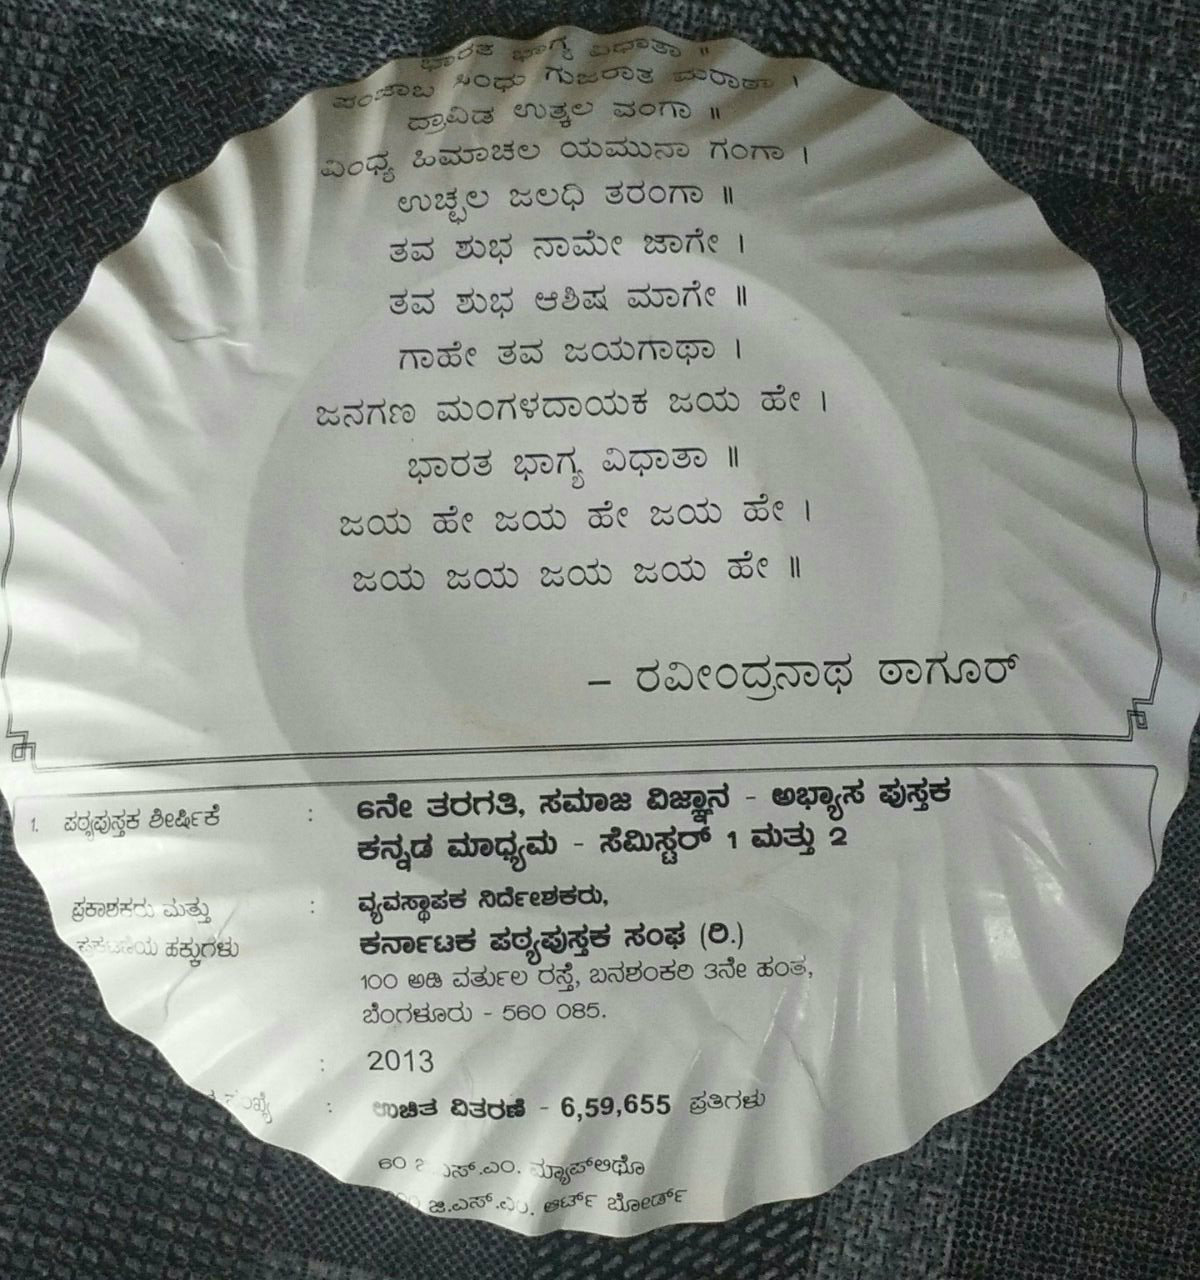 ಭಾರತ ಭಾಗ್ಯ ವಿಧಾತಾ ॥
ಪಂಜಾಬ ಸಿಂಧು ಗುಜರಾತ ಮರಾಠಾ ।
ದ್ರಾವಿಡ ಉತ್ಕಲ ವಂಗಾ ॥
ವಿಂಧ್ಯ ಹಿಮಾಚಲ ಯಮುನಾ ಗಂಗಾ ।
ಉಚ್ಛಲ ಜಲಧಿ ತರಂಗಾ ॥
ತವ ಶುಭ ನಾಮೇ ಜಾಗೇ ।
ತವ ಶುಭ ಆಶಿಷ ಮಾಗೇ ॥
ಗಾಹೇ ತವ ಜಯಗಾಥಾ ।
ಜನಗಣ ಮಂಗಳದಾಯಕ ಜಯ ಹೇ ।
ಭಾರತ ಭಾಗ್ಯ ವಿಧಾತಾ ॥
ಜಯ ಹೇ ಜಯ ಹೇ ಜಯ ಹೇ ।
ಜಯ ಜಯ ಜಯ ಜಯ ಹೇ ॥
– ರವೀಂದ್ರನಾಥ ಠಾಗೂರ್
1. ಪಠ್ಯಪುಸ್ತಕ ಶೀರ್ಷಿಕೆ : 6ನೇ ತರಗತಿ, ಸಮಾಜ ವಿಜ್ಞಾನ - ಅಭ್ಯಾಸ ಪುಸ್ತಕ
ಕನ್ನಡ ಮಾಧ್ಯಮ - ಸೆಮಿಸ್ಟರ್ 1 ಮತ್ತು 2
ಪ್ರಕಾಶಕರು ಮತ್ತು : ವ್ಯವಸ್ಥಾಪಕ ನಿರ್ದೇಶಕರು,
ಹಕ್ಕುಗಳು ಕರ್ನಾಟಕ ಪಠ್ಯಪುಸ್ತಕ ಸಂಘ (ರಿ.)
100 ಅಡಿ ವರ್ತುಲ ರಸ್ತೆ, ಬನಶಂಕರಿ 3ನೇ ಹಂತ,
ಬೆಂಗಳೂರು - 560 085.
: 2013
: ಉಚಿತ ವಿತರಣೆ - 6,59,655 ಪ್ರತಿಗಳು
60 ಮ್ಯಾಪ್‌ಲಿಥೊ
ಜಿ.ಎಸ್.ಎಂ. ಆರ್ಟ್ ಬೋರ್ಡ್